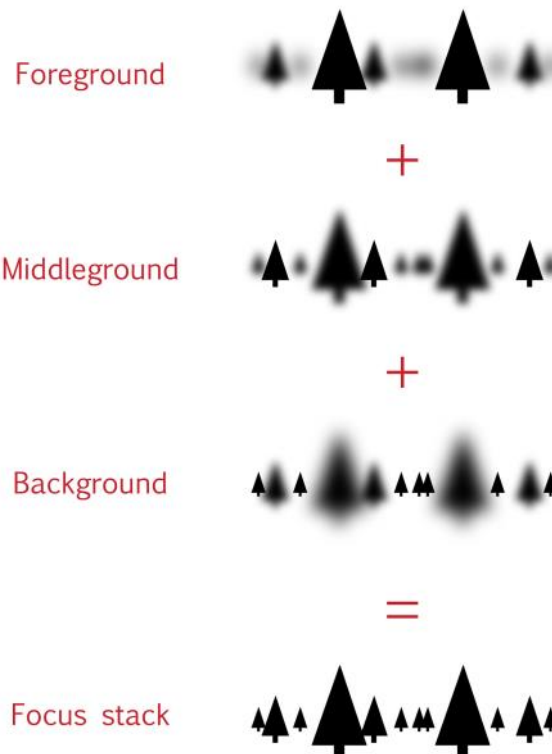 Foreground
+
Middleground
+
Background
=
Focus stack